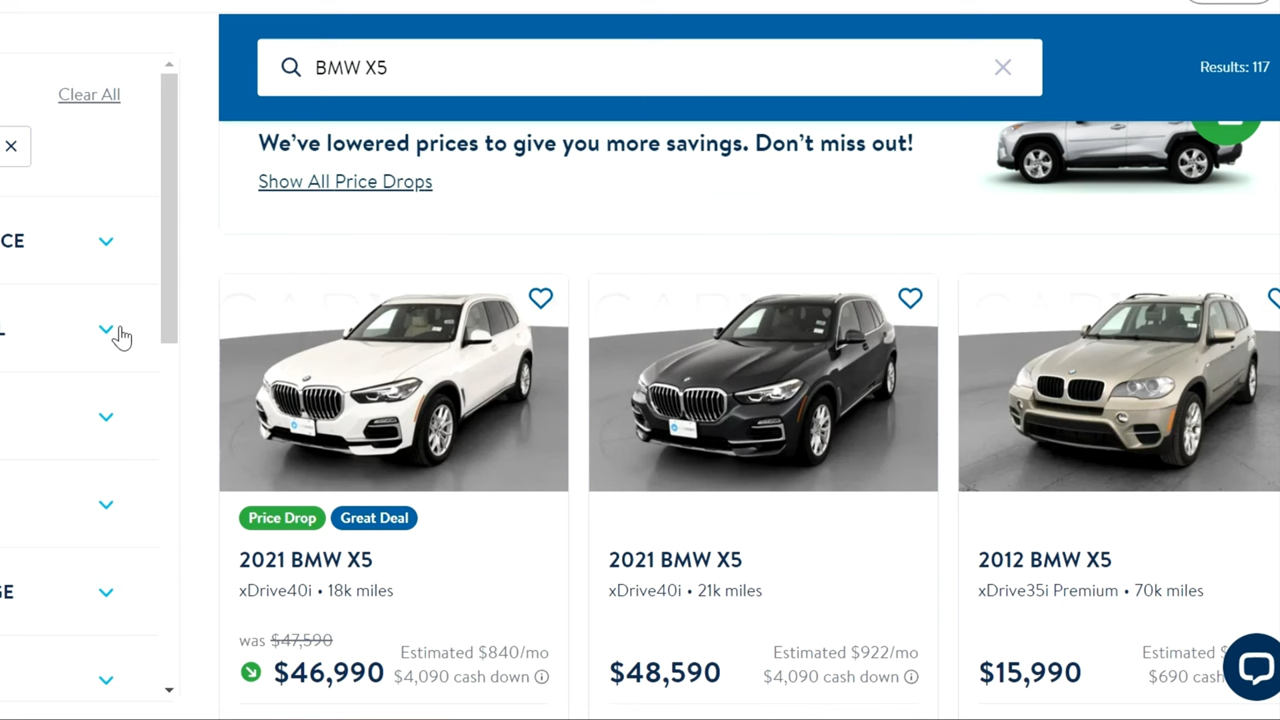 Clear All
CE
L
GE
BMW X5
Results: 117
We've lowered prices to give you more savings. Don't miss out!
Show All Price Drops
Price Drop
Great Deal
2021 BMW X5
xDrive40i • 18k miles
was $47,590
$46,990
Estimated $840/mo
$4,090 cash down
2021 BMW X5
xDrive40i • 21k miles
$48,590
Estimated $922/mo
$4,090 cash down
2012 BMW X5
xDrive35i Premium • 70k miles
$15,990
Estimated $
$690 cash